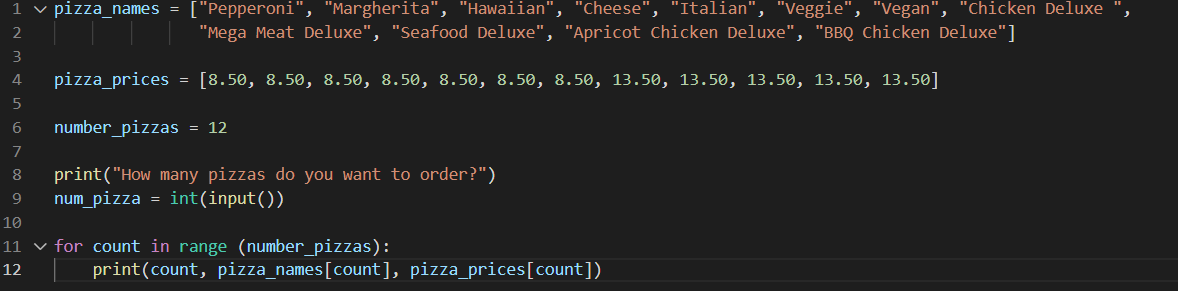 1 pizza_names = ["Pepperoni", "Margherita", "Hawaiian", "Cheese", "Italian", "Veggie", "Vegan", "Chicken Deluxe ",
2 "Mega Meat Deluxe", "Seafood Deluxe", "Apricot Chicken Deluxe", "BBQ Chicken Deluxe"]
3
4 pizza_prices = [8.50, 8.50, 8.50, 8.50, 8.50, 8.50, 8.50, 13.50, 13.50, 13.50, 13.50, 13.50]
5
6 number_pizzas = 12
7
8 print("How many pizzas do you want to order?")
9 num_pizza = int(input())
10
11 for count in range (number_pizzas):
12 print(count, pizza_names[count], pizza_prices[count])